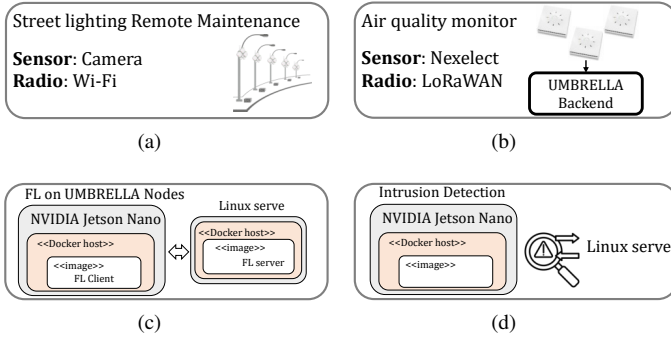 Street lighting Remote Maintenance
Sensor: Camera
Radio: Wi-Fi
(a)
Air quality monitor
Sensor: Nexelect
Radio: LoRaWAN
UMBRELLA
Backend
(b)
FL on UMBRELLA Nodes
NVIDIA Jetson Nano
<<Docker host>>
<<image>>
FL Client
Linux serve
<<Docker host>>
<<image>>
FL server
(c)
Intrusion Detection
NVIDIA Jetson Nano
<<Docker host>>
<<image>>
Linux serve
(d)